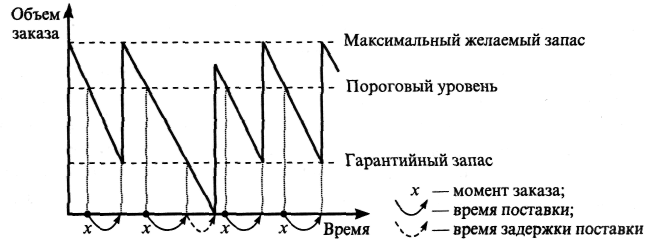 Объем
заказа
Максимальный желаемый запас
Пороговый уровень
Гарантийный запас
x x x x Время
x — момент заказа;
— время поставки;
— время задержки поставки